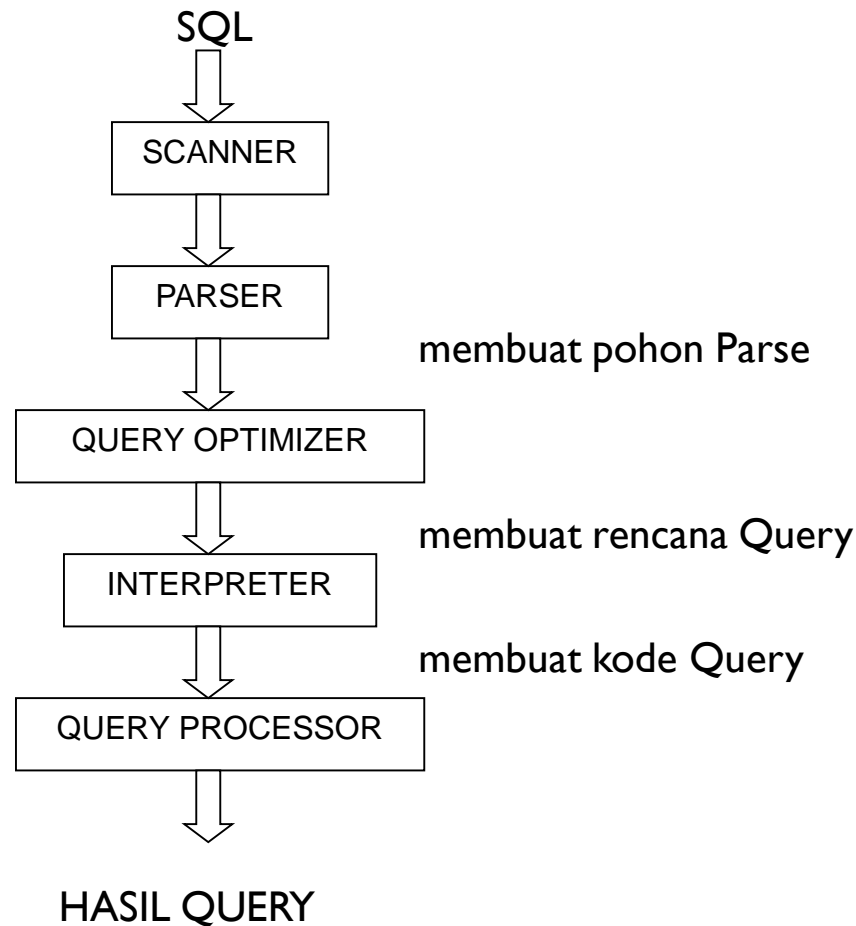 SQL
SCANNER
PARSER
membuat pohon Parse
QUERY OPTIMIZER
membuat rencana Query
INTERPRETER
membuat kode Query
QUERY PROCESSOR
HASIL QUERY